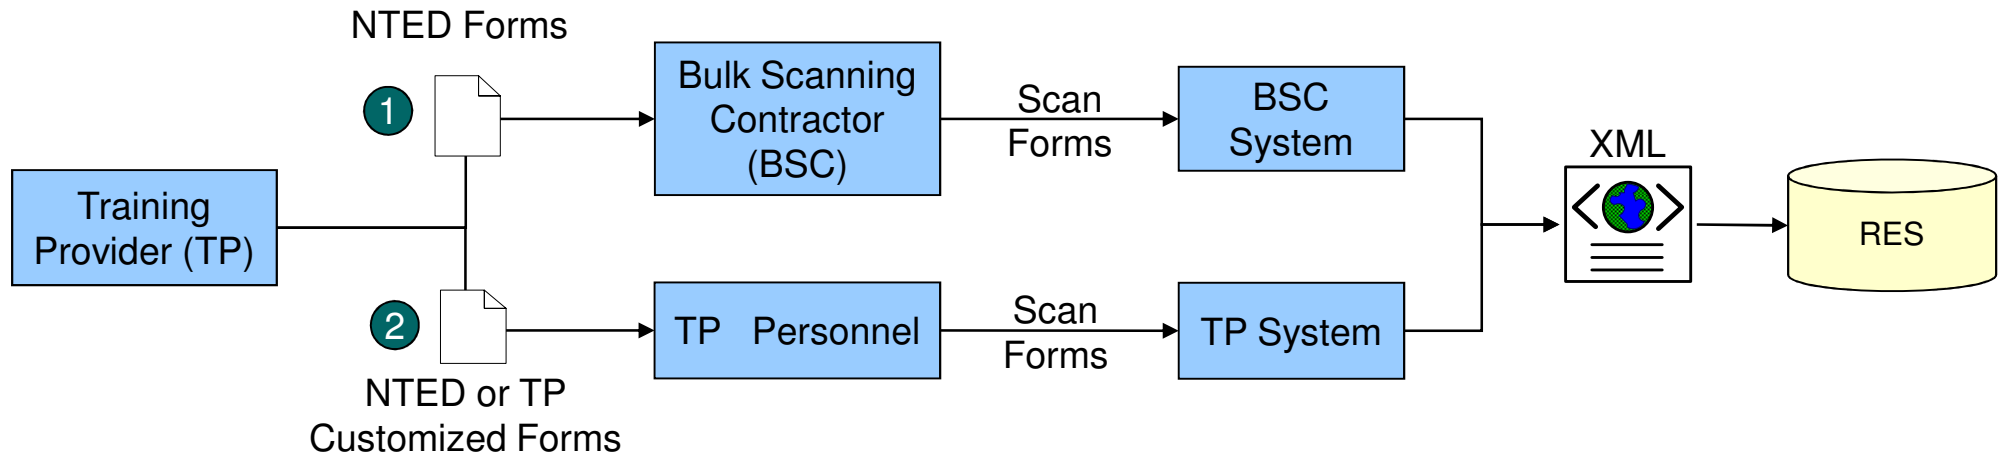 NTED Forms
1
Bulk Scanning
Contractor
(BSC)
Scan
Forms
BSC
System
XML
Training
Provider (TP)
RES
2
TP Personnel
Scan
Forms
TP System
NTED or TP
Customized Forms